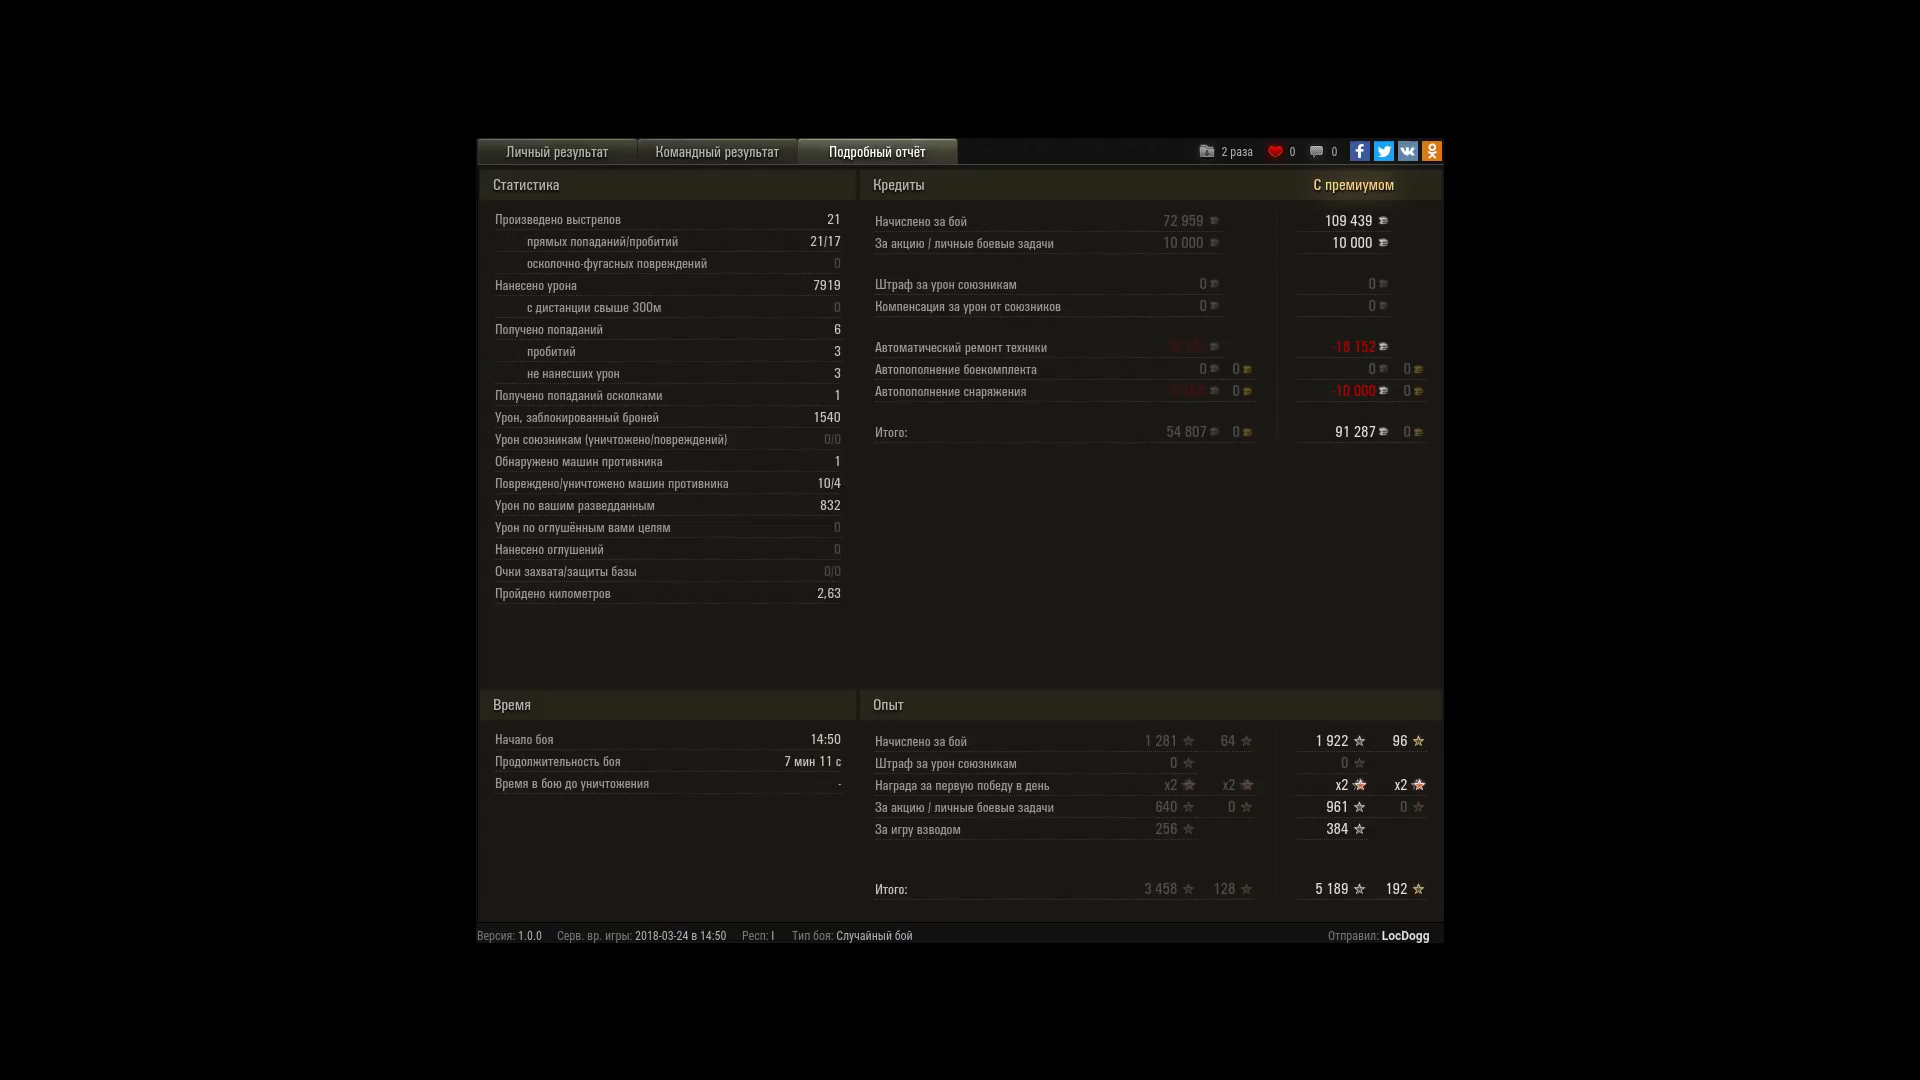 Личный результат Командный результат Подробный отчёт 2 раза 0 0
Статистика
Произведено выстрелов 21
прямых попаданий/пробитий 21/17
осколочно-фугасных повреждений 0
Нанесено урона 7919
с дистанции свыше 300м 0
Получено попаданий 6
пробитий 3
не нанесших урон 3
Получено попаданий осколками 1
Урон, заблокированный броней 1540
Урон союзникам (уничтожено/повреждений) 0/0
Обнаружено машин противника 1
Повреждено/уничтожено машин противника 10/4
Урон по вашим разведданным 832
Урон по оглушённым вами целям 0
Нанесено оглушений 0
Очки захвата/защиты базы 0/0
Пройдено километров 2,63
Кредиты С премиумом
Начислено за бой 72 959 109 439
За акцию / личные боевые задачи 10 000 10 000
Штраф за урон союзникам 0 0
Компенсация за урон от союзников 0 0
Автоматический ремонт техники -18 152
Автопополнение боекомплекта 0 0 0 0
Автопополнение снаряжения 0 -10 000 0
Итого: 54 807 0 91 287 0
Время
Начало боя 14:50
Продолжительность боя 7 мин 11 с
Время в бою до уничтожения -
Опыт
Начислено за бой 1 281 64 1 922 96
Штраф за урон союзникам 0 0
Награда за первую победу в день x2 x2 x2 x2
За акцию / личные боевые задачи 640 0 961 0
За игру взводом 256 384
Итого: 3 458 128 5 189 192
Версия: 1.0.0 Серв. вр. игры: 2018-03-24 в 14:50 Респ: I Тип боя: Случайный бой Отправил: LocDogg